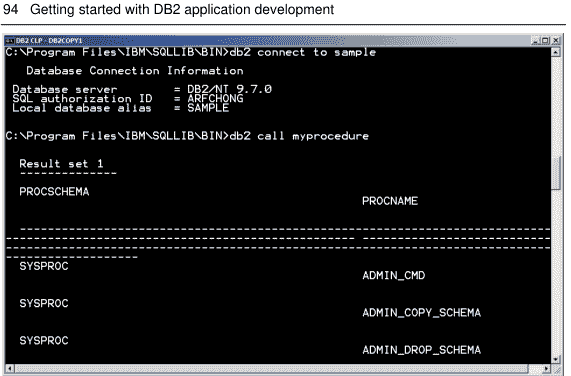 94 Getting started with DB2 application development
DB2 CLP - DB2COPY1
C:\Program Files\IBM\SQLLIB\BIN>db2 connect to sample
Database Connection Information
Database server = DB2/NT 9.7.0
SQL authorization ID = ARFCHONG
Local database alias = SAMPLE
C:\Program Files\IBM\SQLLIB\BIN>db2 call myprocedure
Result set 1
--------------
PROCSCHEMA
PROCNAME
SYSPROC
ADMIN_CMD
SYSPROC
ADMIN_COPY_SCHEMA
SYSPROC
ADMIN_DROP_SCHEMA